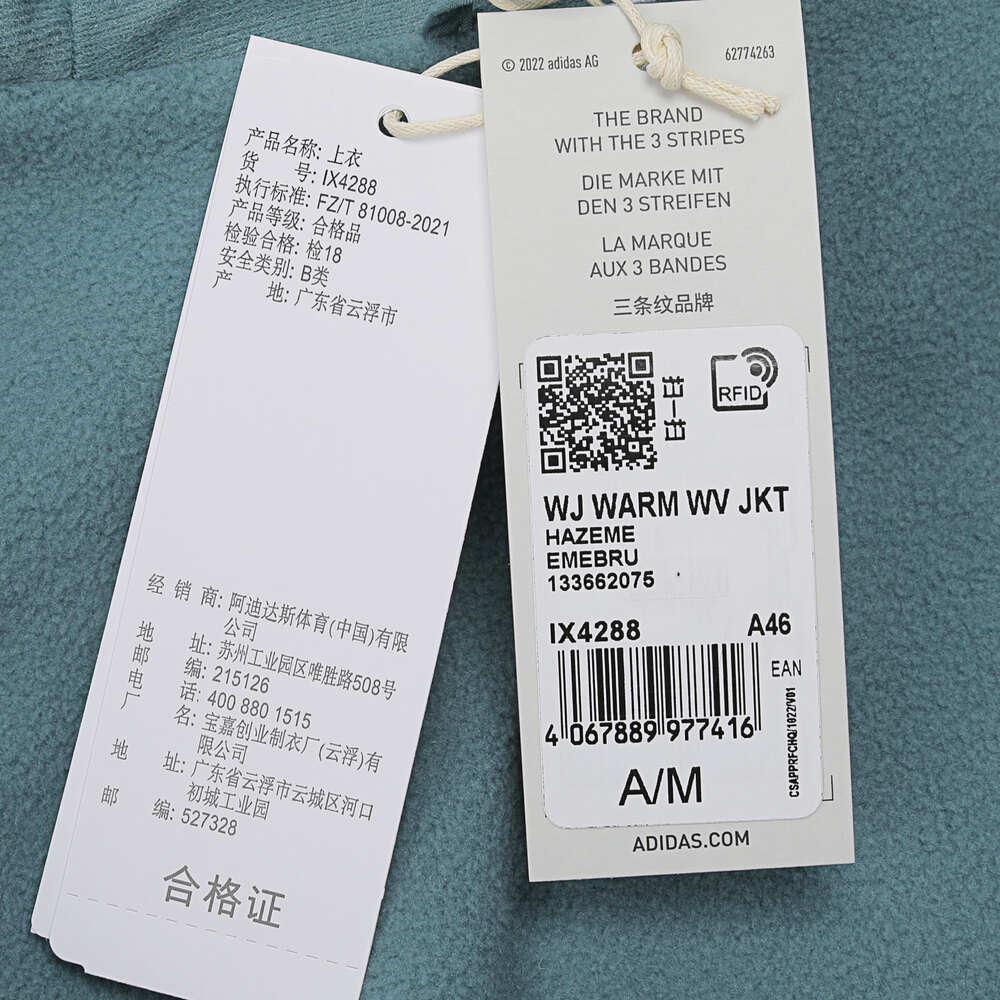 产品名称: 上衣
货 号: IX4288
执行标准: FZ/T 81008-2021
产品等级: 合格品
检验合格: 检18
安全类别: B类
产 地: 广东省云浮市
经 销 商: 阿迪达斯体育(中国)有限
公司
地 址: 苏州工业园区唯胜路508号
邮 编: 215126
电 话: 400 880 1515
厂 名: 宝嘉创业制衣厂(云浮)有
限公司
地 址: 广东省云浮市云城区河口
初城工业园
邮 编: 527328
合格证
© 2022 adidas AG
62774263
THE BRAND
WITH THE 3 STRIPES
DIE MARKE MIT
DEN 3 STREIFEN
LA MARQUE
AUX 3 BANDES
三条纹品牌
RFID
WJ WARM WV JKT
HAZEME
EMEBRU
133662075
IX4288 A46
EAN
4 067889 977416
CSAPPRFCHQ/1022/V01
A/M
ADIDAS.COM